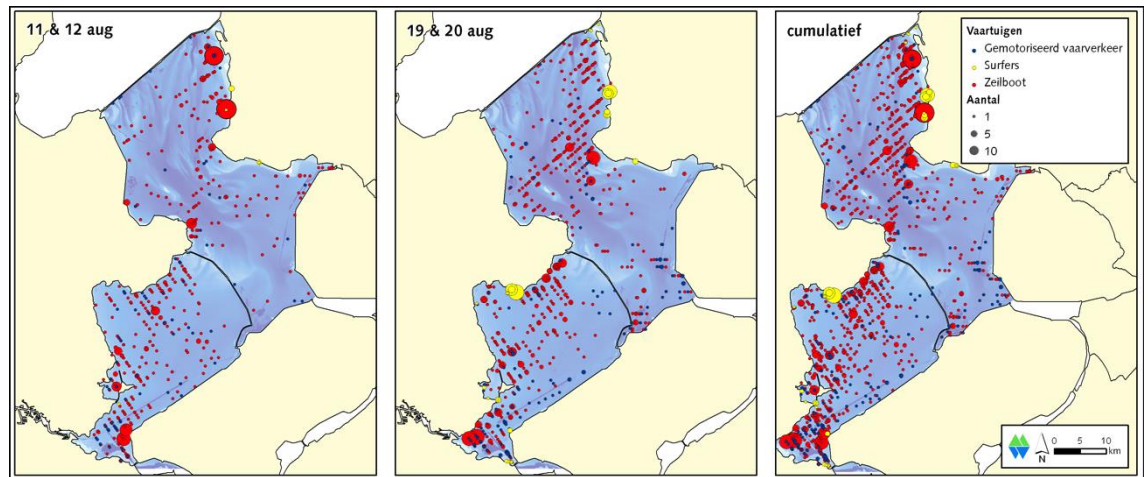 11 & 12 aug
19 & 20 aug
cumulatief
Vaartuigen
Gemotoriseerd vaarverkeer
Surfers
Zeilboot
Aantal
1
5
10
N
0 5 10
km